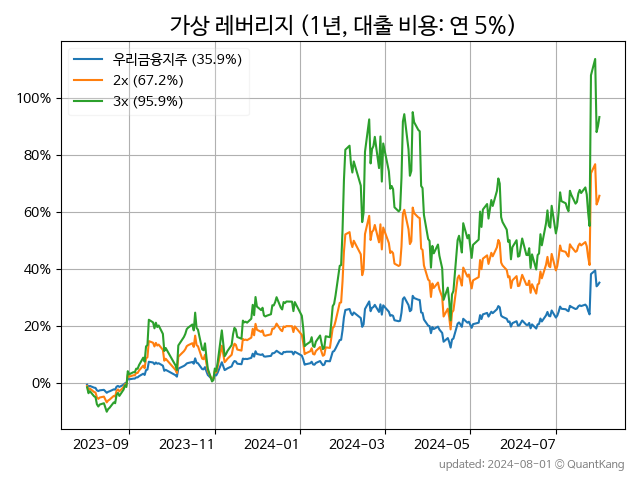 가상 레버리지 (1년, 대출 비용: 연 5%)
우리금융지주 (35.9%)
2x (67.2%)
3x (95.9%)
100%
80%
60%
40%
20%
0%
2023-09
2023-11
2024-01
2024-03
2024-05
2024-07
updated: 2024-08-01 © QuantKang